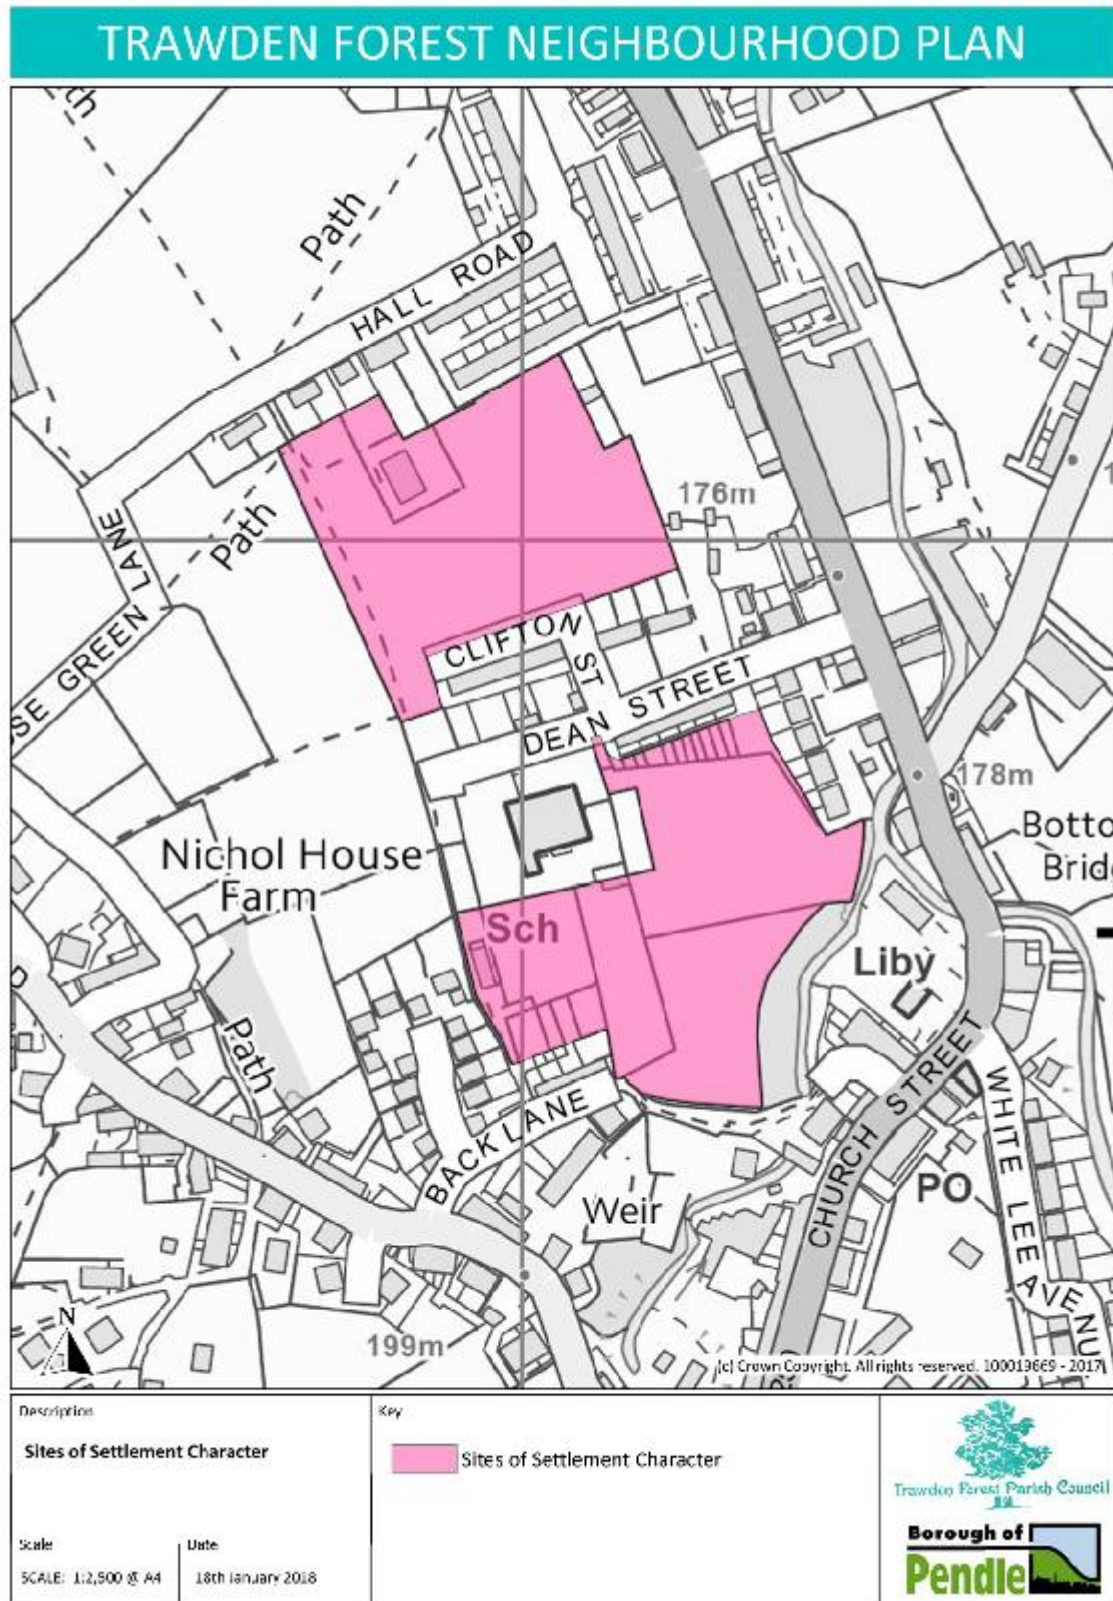 TRAWDEN FOREST NEIGHBOURHOOD PLAN
th
Path
HALL ROAD
176m
Path
LANE
SE GREEN
CLIFTON
ST
DEAN STREET
178m
Botto
Brid
Nichol House
Farm
Sch
Liby
Path
CHURCH STREET
WHITE LEE AVENU
BACK LANE
PO
Weir
N
199m
(c) Crown Copyright. All rights reserved. 100019669 - 2017
Description
Sites of Settlement Character
Key
Sites of Settlement Character
Trawden Forest Parish Council
Scale
SCALE: 1:2,500 @ A4
Date
18th January 2018
Borough of
Pendle